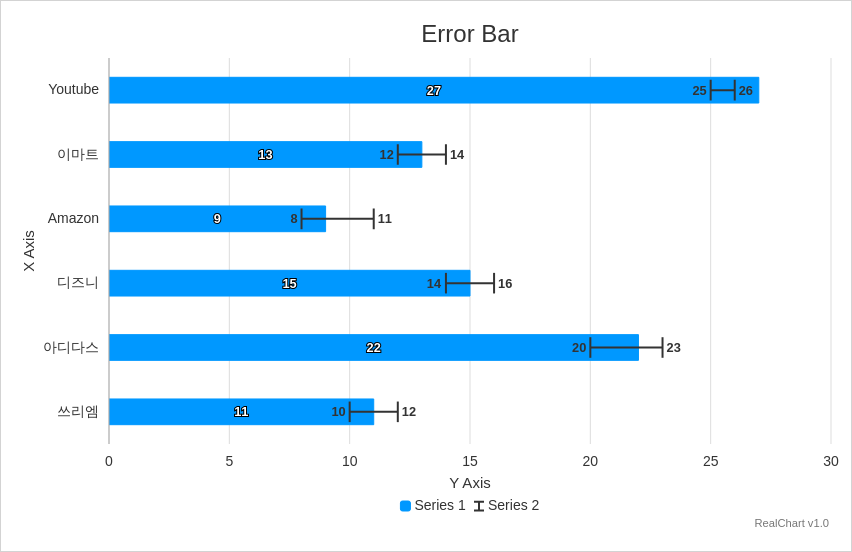 Error Bar
Youtube 27 25 26
이마트 13 12 14
Amazon 9 8 11
X Axis
디즈니 15 14 16
아디다스 22 20 23
쓰리엠 11 10 12
0 5 10 15 20 25 30
Y Axis
Series 1 Series 2
RealChart v1.0